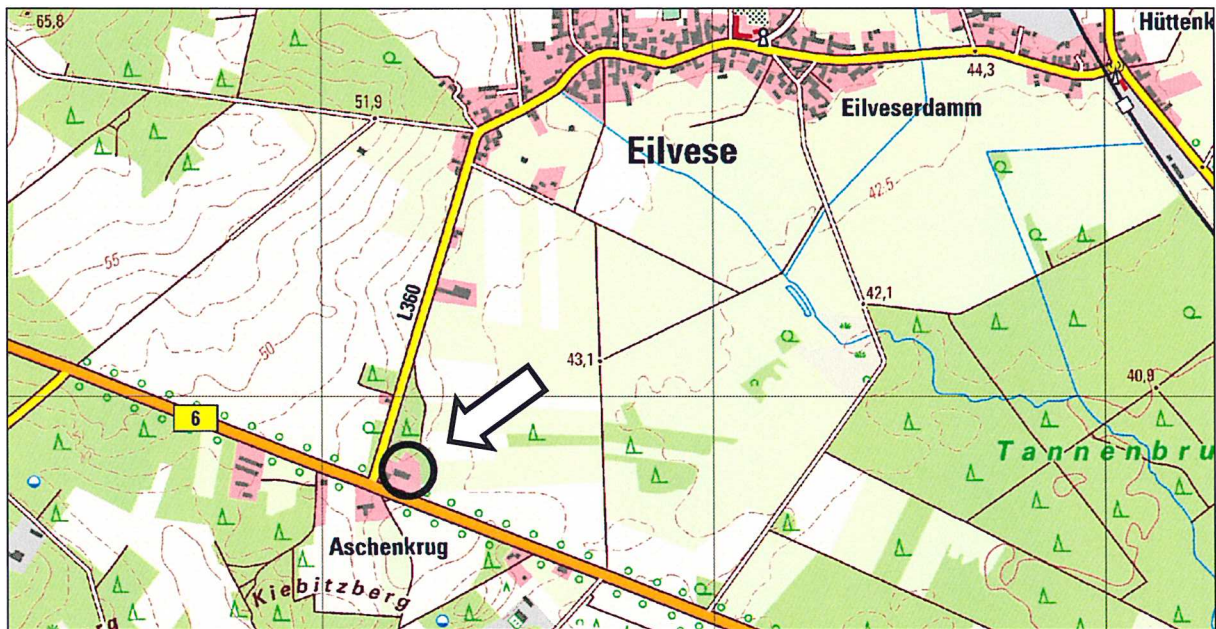 65,8
Hüttenk
44,3
51,9
Eilveserdamm
Eilvese
42,5
55
L360
42,1
50
43,1
40,9
6
Tannenbru
Aschenkrug
Kiebitzberg
rg